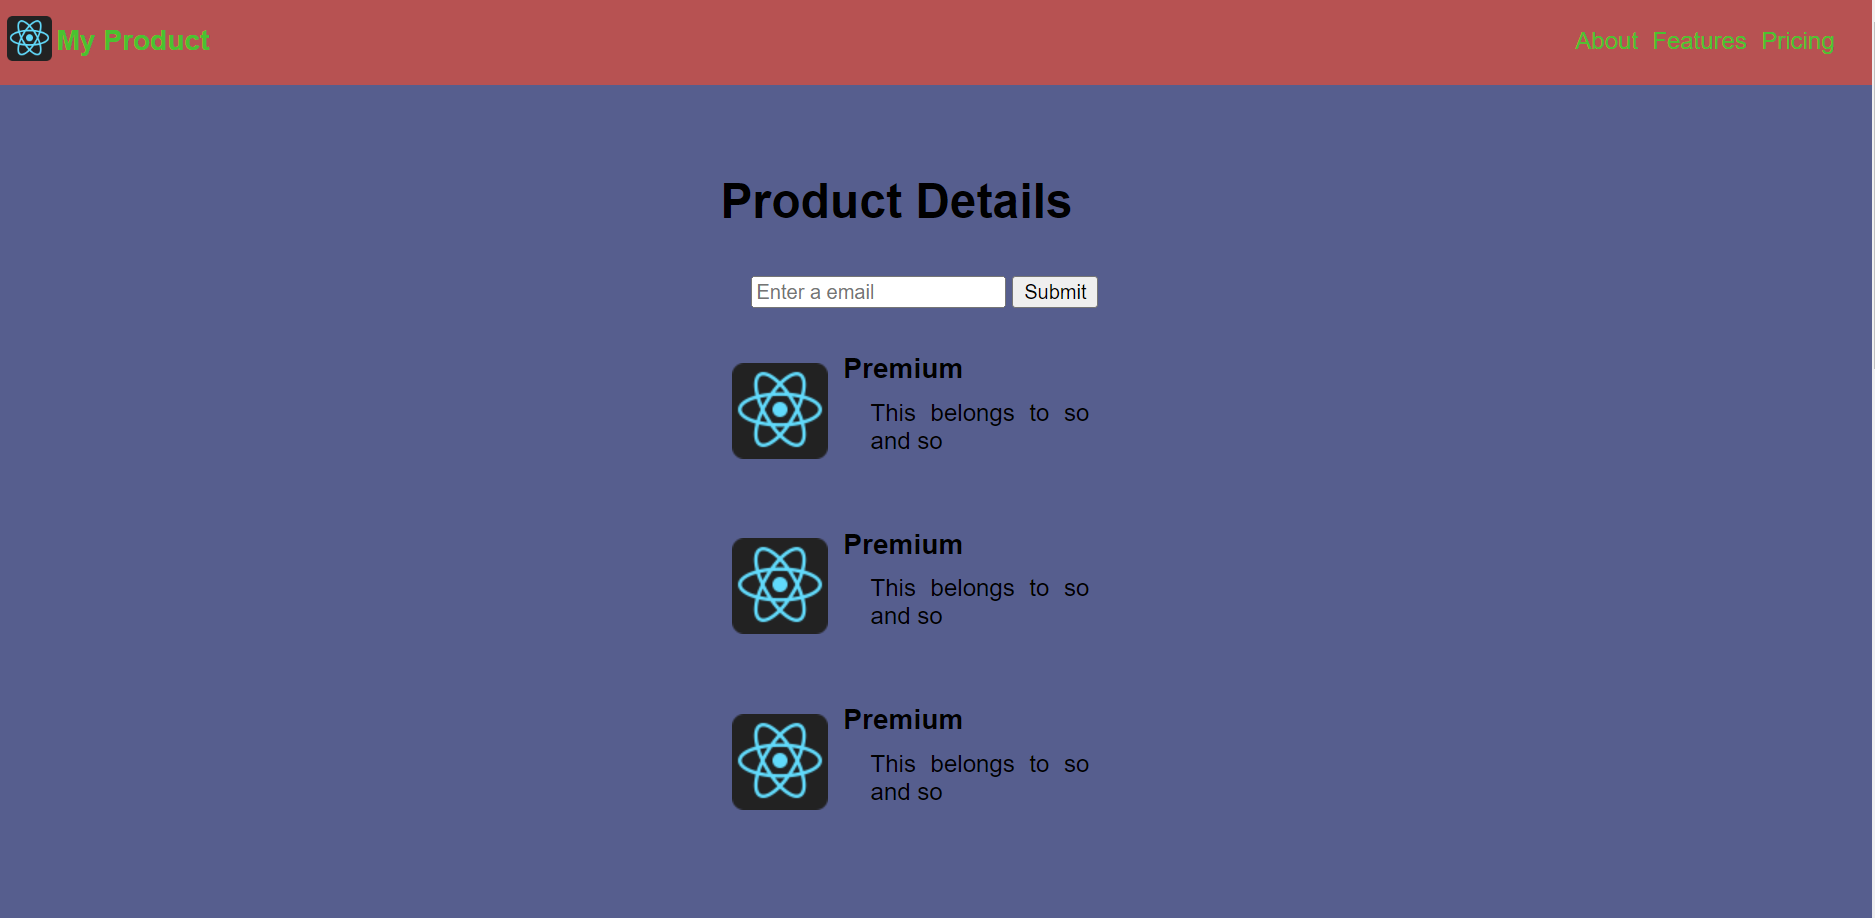 My Product
About Features Pricing
Product Details
Enter a email Submit
Premium
This belongs to so
and so
Premium
This belongs to so
and so
Premium
This belongs to so
and so